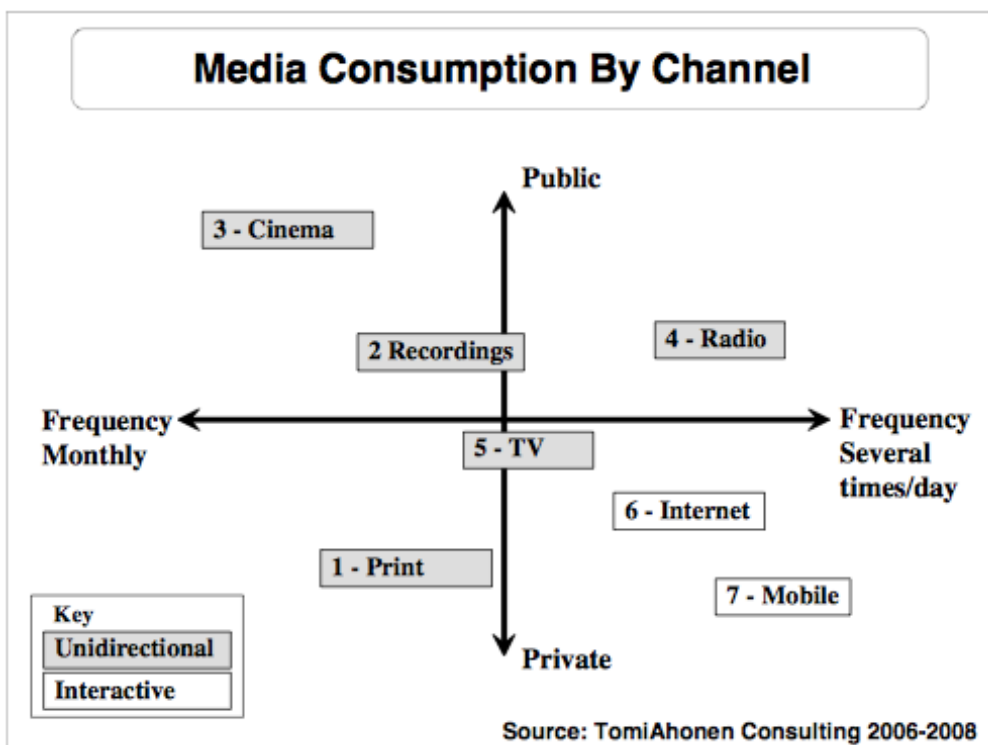 Media Consumption By Channel
Public
3 - Cinema
2 Recordings
4 - Radio
Frequency
Monthly
Frequency
Several
times/day
5 - TV
6 - Internet
1 - Print
7 - Mobile
Key
Unidirectional
Interactive
Private
Source: TomiAhonen Consulting 2006-2008